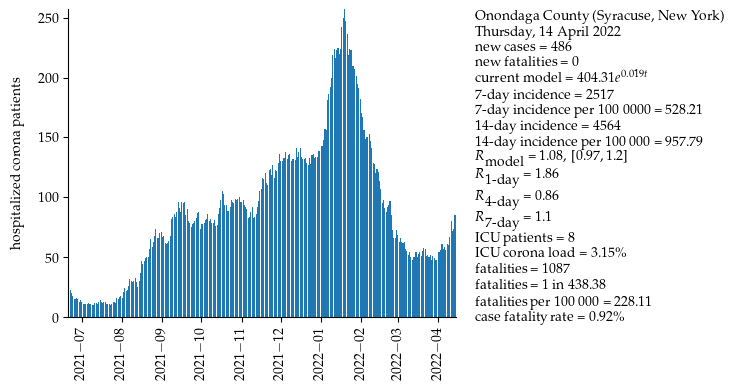 250
200
150
100
50
0
hospitalized corona patients
2021−07
2021−08
2021−09
2021−10
2021−11
2021−12
2022−01
2022−02
2022−03
2022−04
Onondaga County (Syracuse, New York)
Thursday, 14 April 2022
new cases = 486
new fatalities = 0
current model = 404.31e^0.019t
7-day incidence = 2517
7-day incidence per 100 0000 = 528.21
14-day incidence = 4564
14-day incidence per 100 000 = 957.79
R_model = 1.08, [0.97, 1.2]
R_1-day = 1.86
R_4-day = 0.86
R_7-day = 1.1
ICU patients = 8
ICU corona load = 3.15%
fatalities = 1087
fatalities = 1 in 438.38
fatalities per 100 000 = 228.11
case fatality rate = 0.92%